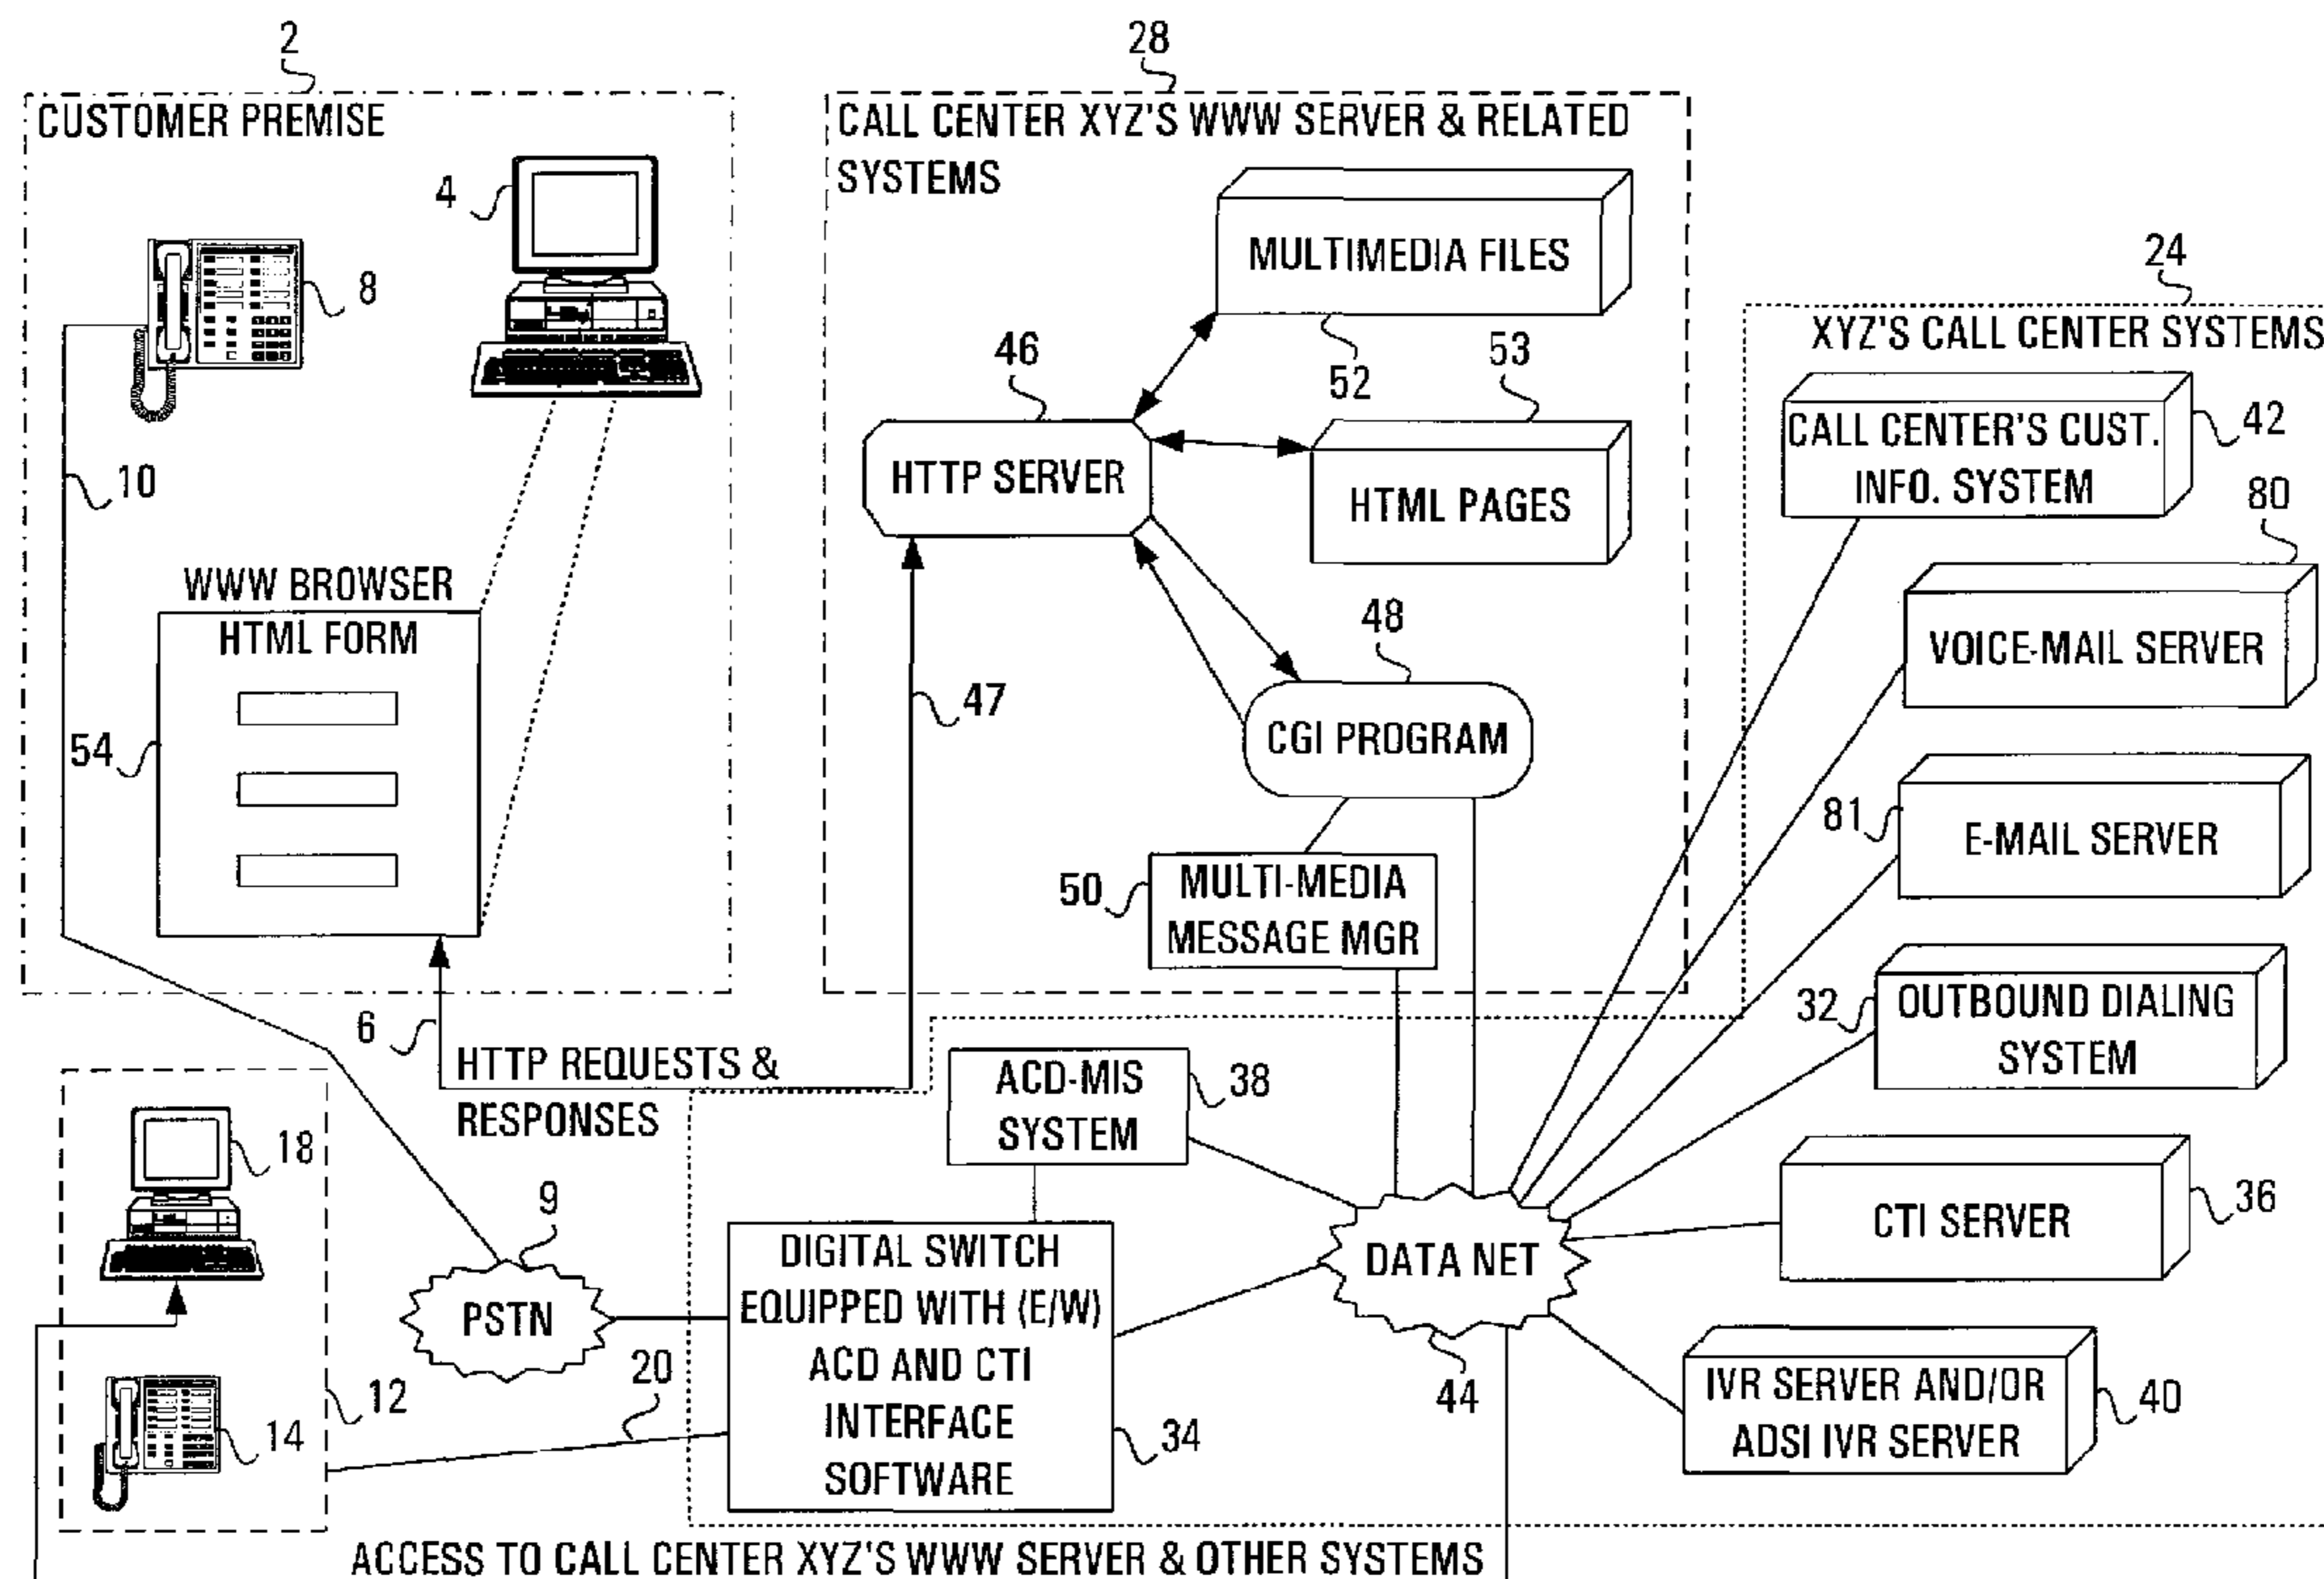 2
CUSTOMER PREMISE
4
8
10
WWW BROWSER
HTML FORM
54
6
HTTP REQUESTS &
RESPONSES
28
CALL CENTER XYZ'S WWW SERVER & RELATED
SYSTEMS
MULTIMEDIA FILES
52
46
HTTP SERVER
53
HTML PAGES
47
48
CGI PROGRAM
50
MULTI-MEDIA
MESSAGE MGR
24
XYZ'S CALL CENTER SYSTEMS
CALL CENTER'S CUST.
INFO. SYSTEM
42
80
VOICE-MAIL SERVER
81
E-MAIL SERVER
32
OUTBOUND DIALING
SYSTEM
CTI SERVER
36
IVR SERVER AND/OR
ADSI IVR SERVER
40
ACD-MIS
SYSTEM
38
DATA NET
44
9
PSTN
DIGITAL SWITCH
EQUIPPED WITH (E/W)
ACD AND CTI
INTERFACE
SOFTWARE
34
20
18
12
14
ACCESS TO CALL CENTER XYZ'S WWW SERVER & OTHER SYSTEMS